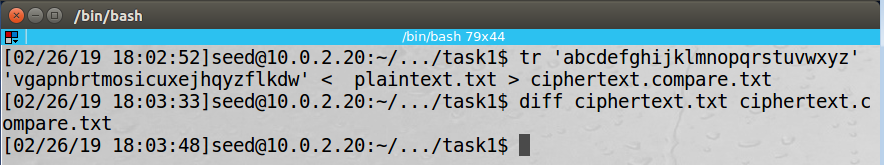 /bin/bash
/bin/bash 79x44
[02/26/19 18:02:52]seed@10.0.2.20:~/.../task1$ tr 'abcdefghijklmnopqrstuvwxyz'
'vgapnbrtmosicuxejhqyzflkdw' <  plaintext.txt > ciphertext.compare.txt
[02/26/19 18:03:33]seed@10.0.2.20:~/.../task1$ diff ciphertext.txt ciphertext.c
ompare.txt
[02/26/19 18:03:48]seed@10.0.2.20:~/.../task1$